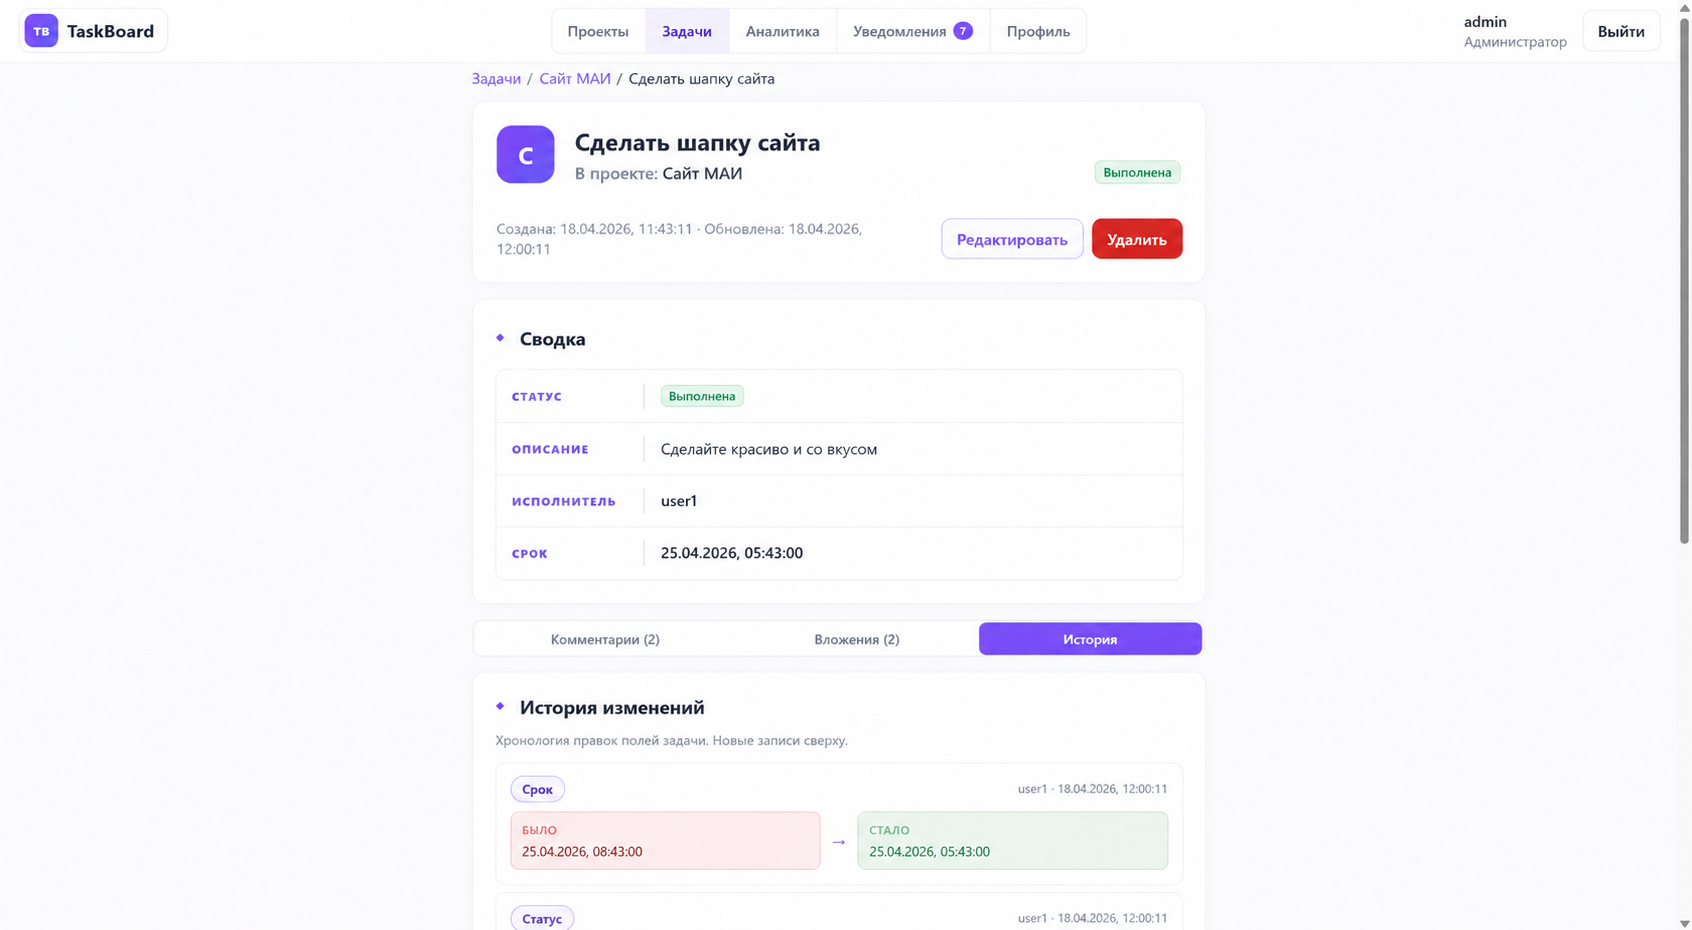 ТВ TaskBoard
Проекты Задачи Аналитика Уведомления 7 Профиль
admin
Администратор
Выйти
Задачи / Сайт МАИ / Сделать шапку сайта
С
Сделать шапку сайта
В проекте: Сайт МАИ
Выполнена
Создана: 18.04.2026, 11:43:11 · Обновлена: 18.04.2026,
12:00:11
Редактировать Удалить
Сводка
СТАТУС Выполнена
ОПИСАНИЕ Сделайте красиво и со вкусом
ИСПОЛНИТЕЛЬ user1
СРОК 25.04.2026, 05:43:00
Комментарии (2) Вложения (2) История
История изменений
Хронология правок полей задачи. Новые записи сверху.
Срок user1 · 18.04.2026, 12:00:11
БЫЛО
25.04.2026, 08:43:00
→
СТАЛО
25.04.2026, 05:43:00
Статус user1 · 18.04.2026, 12:00:11